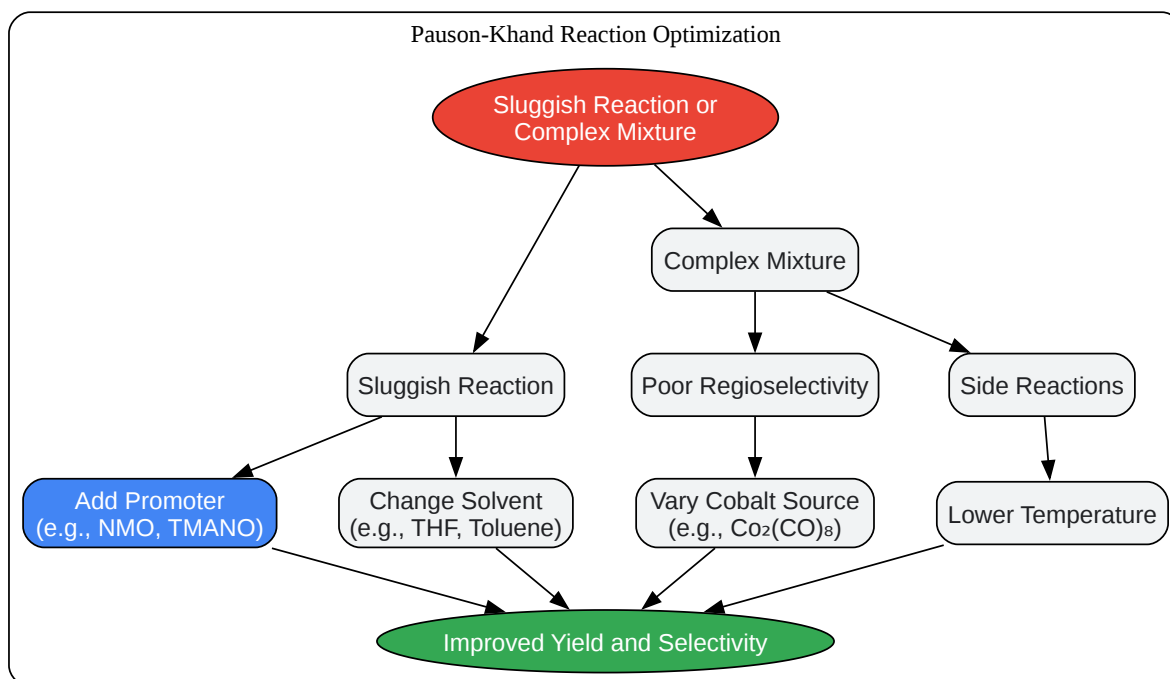 Pauson-Khand Reaction Optimization
Sluggish Reaction or
Complex Mixture
Complex Mixture
Sluggish Reaction
Poor Regioselectivity
Side Reactions
Add Promoter
(e.g., NMO, TMANO)
Change Solvent
(e.g., THF, Toluene)
Vary Cobalt Source
(e.g., Co₂(CO)₈)
Lower Temperature
Improved Yield and Selectivity